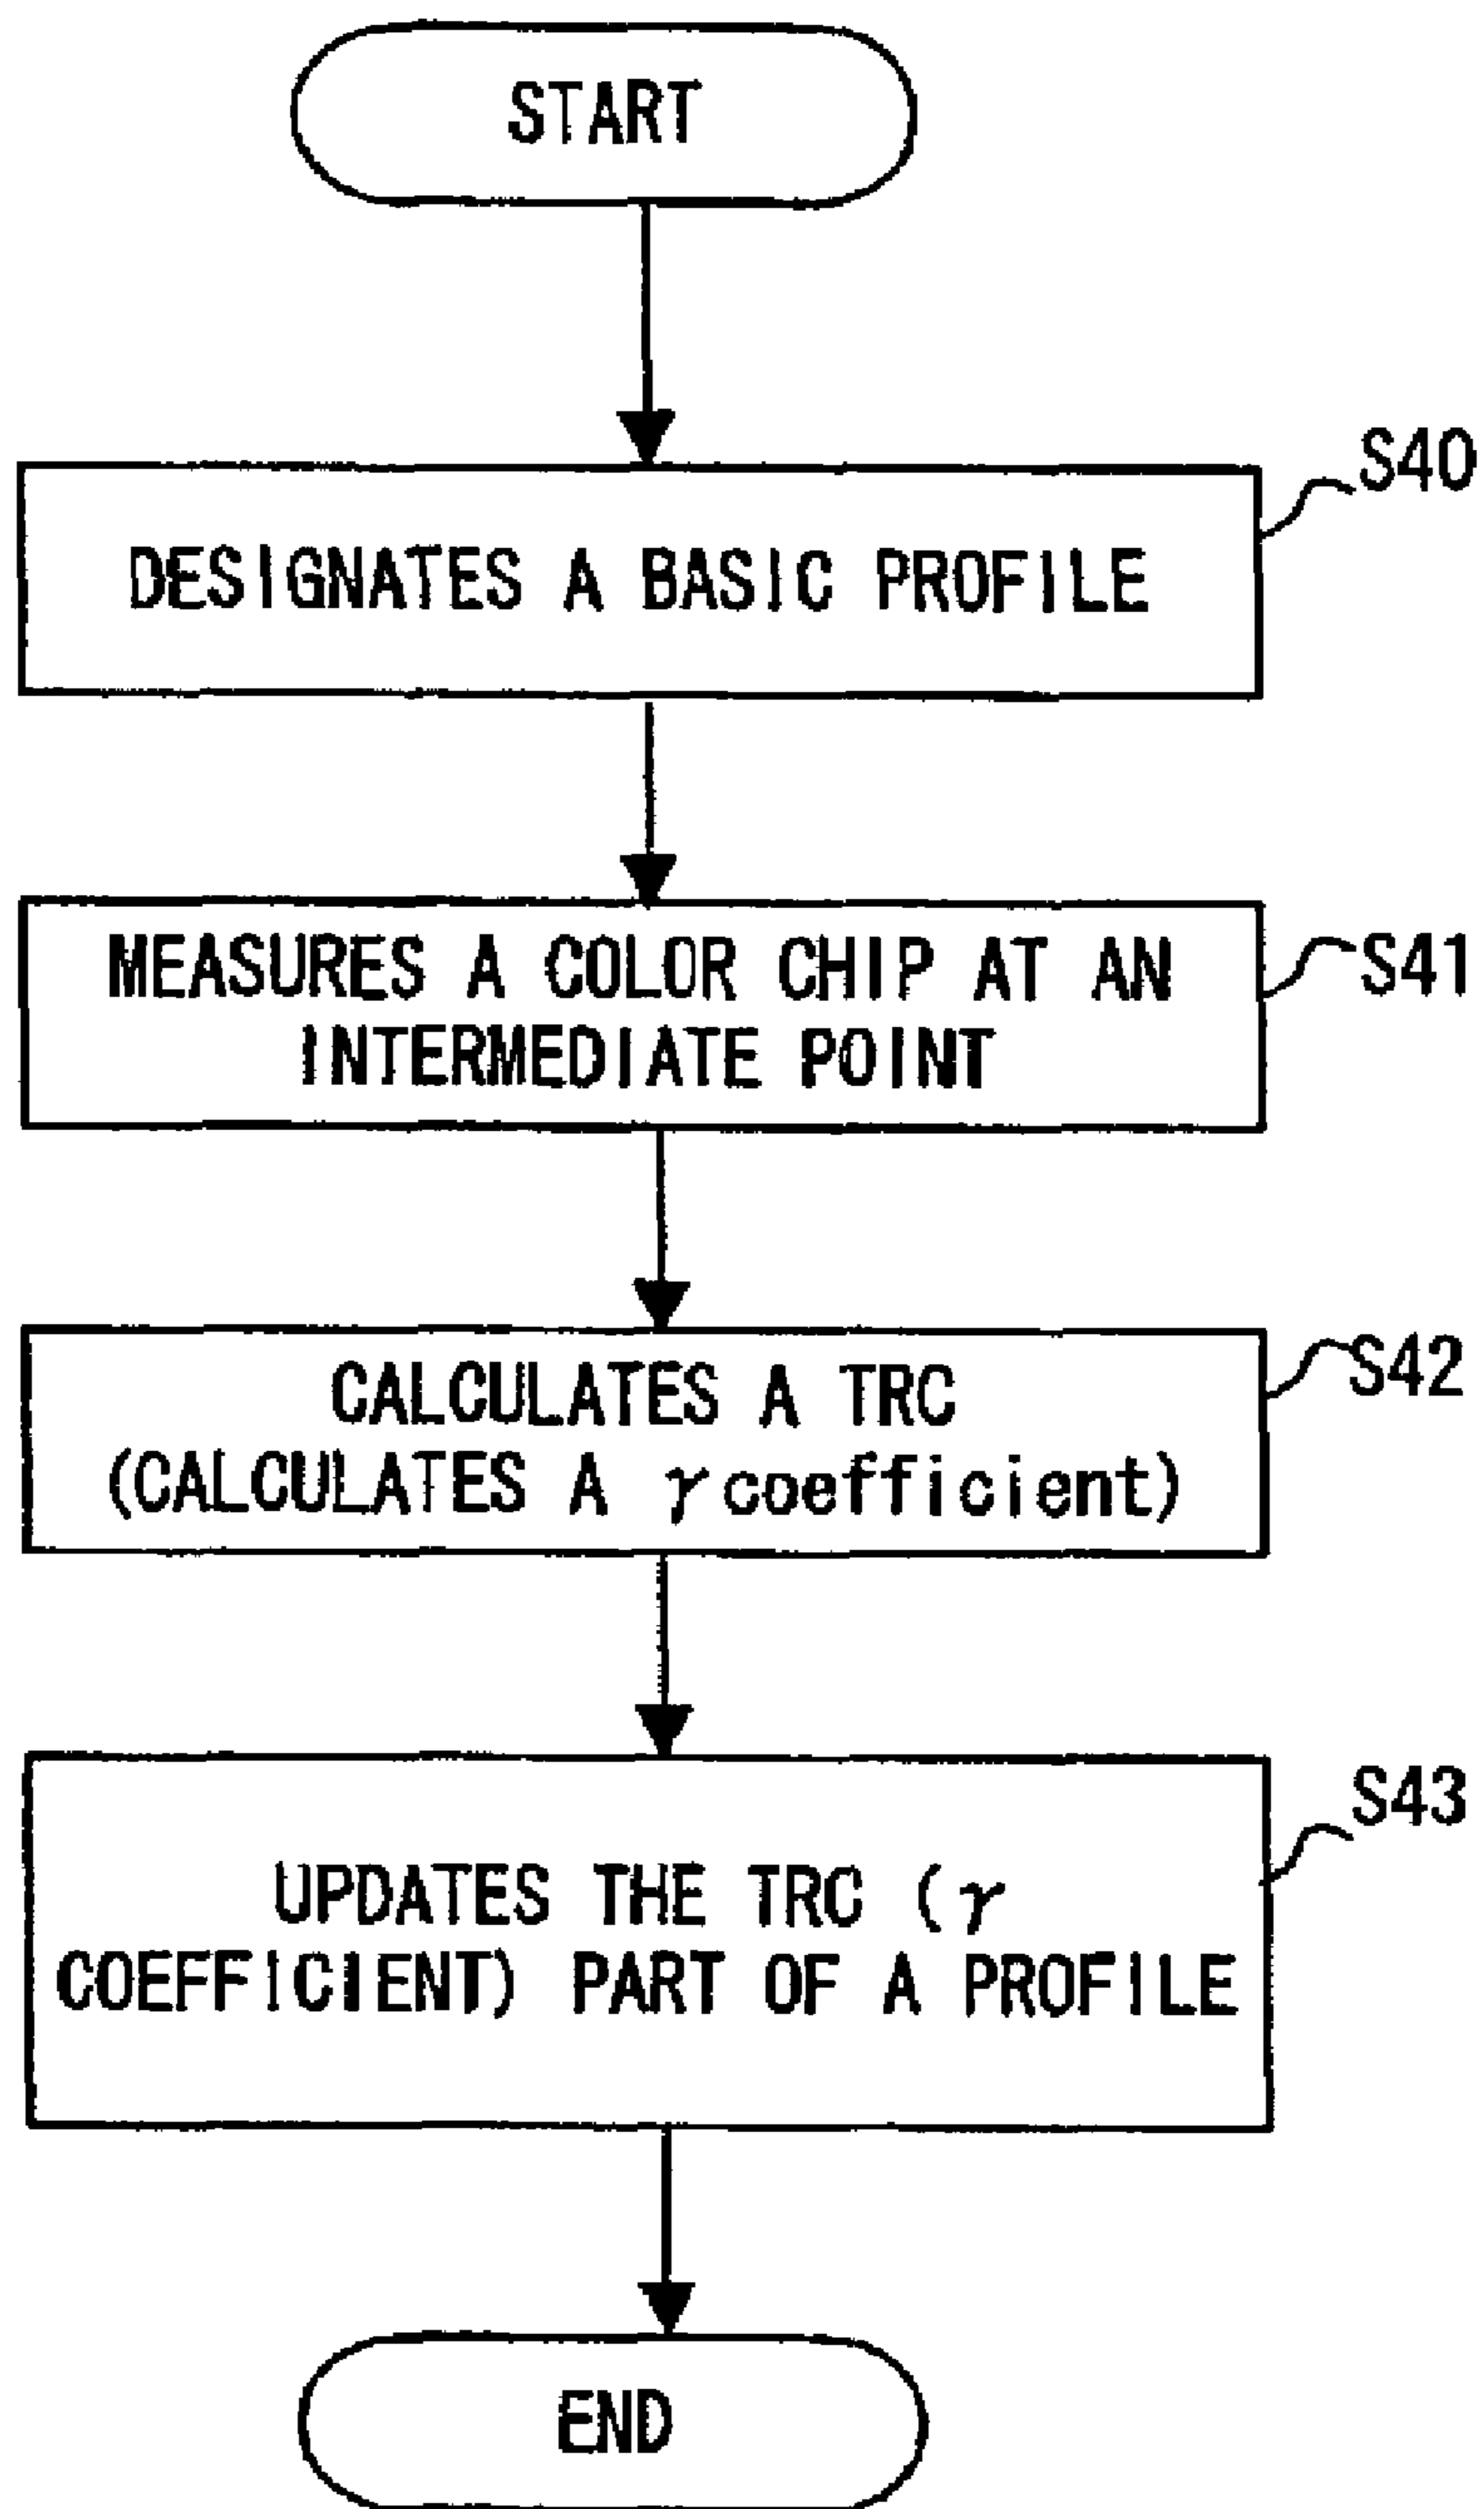 START
S40
DESIGNATES A BASIC PROFILE
S41
MEASURES A COLOR CHIP AT AN
INTERMEDIATE POINT
S42
CALCULATES A TRC
(CALCULATES A γ coefficient)
S43
UPDATES THE TRC (γ
COEFFICIENT) PART OF A PROFILE
END